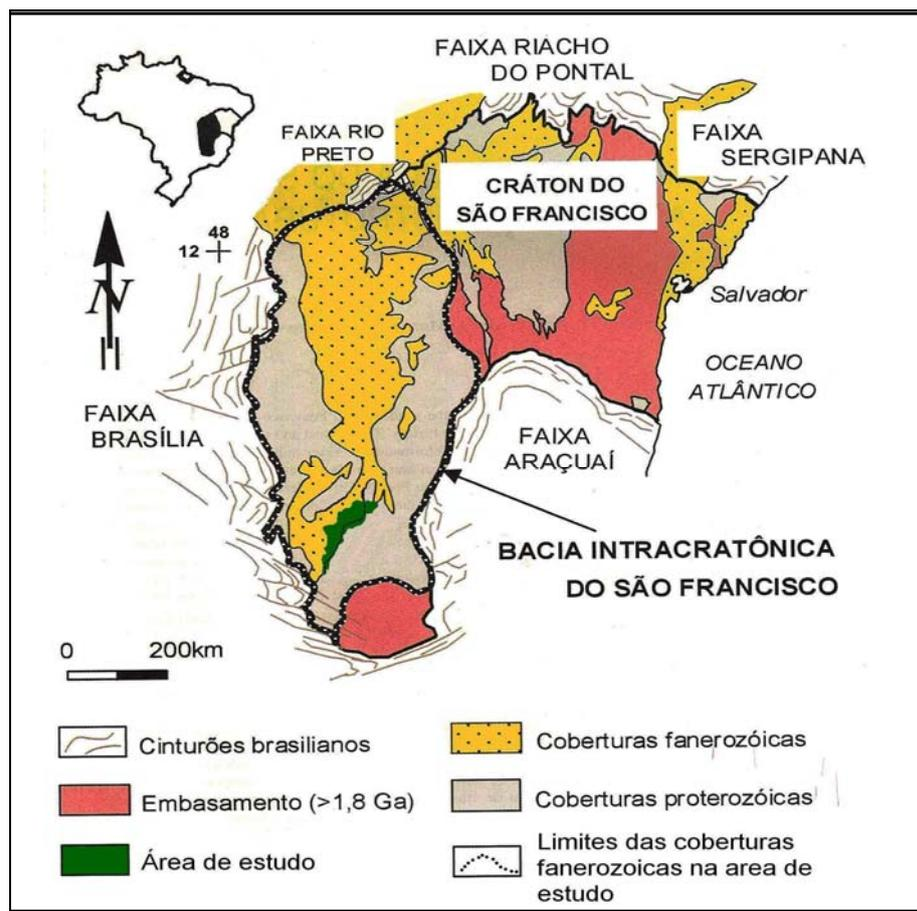 FAIXA RIACHO
DO PONTAL
FAIXA RIO
PRETO
FAIXA
SERGIPANA
CRÁTON DO
SÃO FRANCISCO
48
12
N
Salvador
OCEANO
ATLÂNTICO
FAIXA
BRASÍLIA
FAIXA
ARAÇUAÍ
BACIA INTRACRATÔNICA
DO SÃO FRANCISCO
0 200km
Cinturões brasilianos
Embasamento (>1,8 Ga)
Área de estudo
Coberturas fanerozóicas
Coberturas proterozóicas
Limites das coberturas
fanerozoicas na area de
estudo